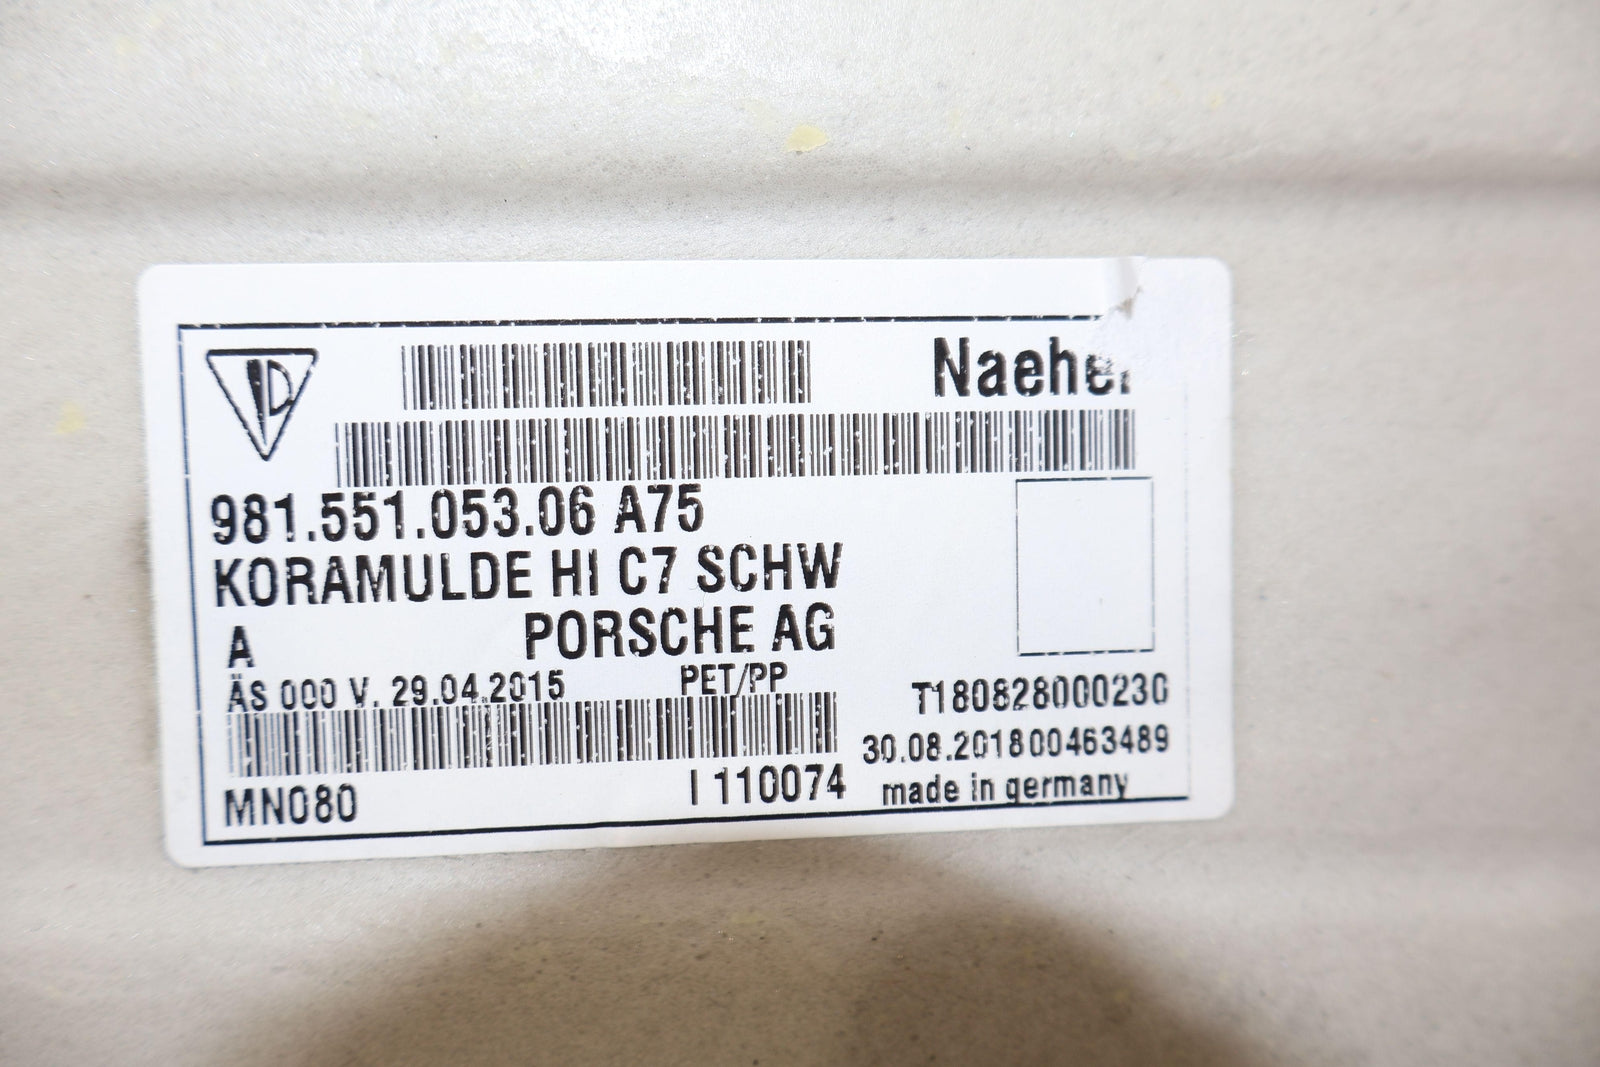 Naeher
981.551.053.06 A75
KORAMULDE HI C7 SCHW
A PORSCHE AG
ÄS 000 V. 29.04.2015 PET/PP
T180828000230
30.08.201800463489
MN080 I 110074 made in germany